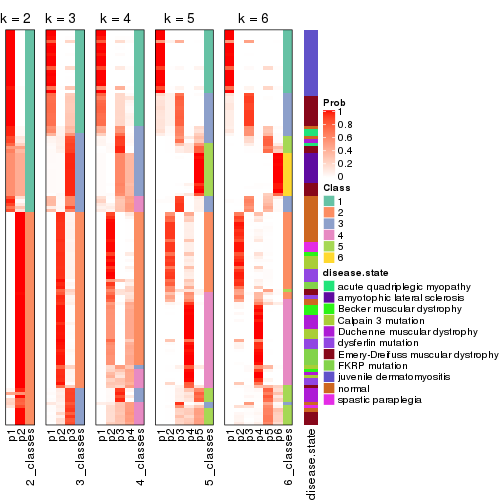 k = 2 k = 3 k = 4 k = 5 k = 6
Prob
1
0.8
0.6
0.4
0.2
0
Class
1
2
3
4
5
6
disease.state
acute quadriplegic myopathy
amyotophic lateral sclerosis
Becker muscular dystrophy
Calpain 3 mutation
Duchenne muscular dystrophy
dysferlin mutation
Emery-Dreifuss muscular dystrophy
FKRP mutation
juvenile dermatomyositis
normal
spastic paraplegia
p1 p2 2_classes p1 p2 p3 3_classes p1 p2 p3 p4 4_classes p1 p2 p3 p4 p5 5_classes p1 p2 p3 p4 p5 p6 6_classes disease.state